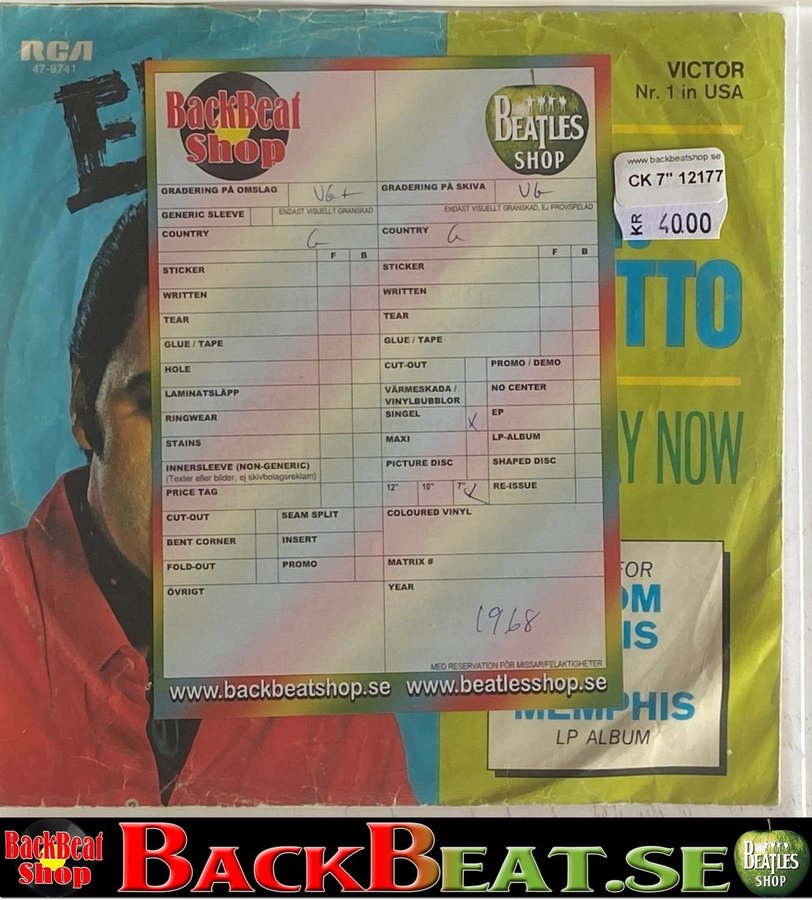 RCA
47-9741
VICTOR
Nr. 1 in USA
BackBeat
Shop
BEATLES
SHOP
www.backbeatshop.se
CK 7" 12177
KR 40.00
GRADERING PÅ OMSLAG VG+
GRADERING PÅ SKIVA VG
GENERIC SLEEVE
ENDAST VISUELLT GRANSKAD
ENDAST VISUELLT GRANSKAD, EJ PROVSPELAD
COUNTRY G
COUNTRY G
F B
F B
STICKER
STICKER
WRITTEN
WRITTEN
TEAR
TEAR
GLUE / TAPE
GLUE / TAPE
HOLE
CUT-OUT
PROMO / DEMO
LAMINATSLÄPP
VÄRMESKADA /
VINYLBUBBLOR
NO CENTER
RINGWEAR
SINGEL X
EP
STAINS
MAXI
LP-ALBUM
INNERSLEEVE (NON-GENERIC)
(Texter eller bilder, ej skivbolagsreklam)
PICTURE DISC
SHAPED DISC
PRICE TAG
12" 10" 7" X
RE-ISSUE
CUT-OUT
SEAM SPLIT
COLOURED VINYL
BENT CORNER
INSERT
FOLD-OUT
PROMO
MATRIX #
ÖVRIGT
YEAR
1968
MED RESERVATION FÖR MISSAR/FELAKTIGHETER
www.backbeatshop.se www.beatlesshop.se
TTO
Y NOW
FOR
OM
IS
MEMPHIS
LP ALBUM
BackBeat
Shop
BACKBEAT.SE
BEATLES
SHOP